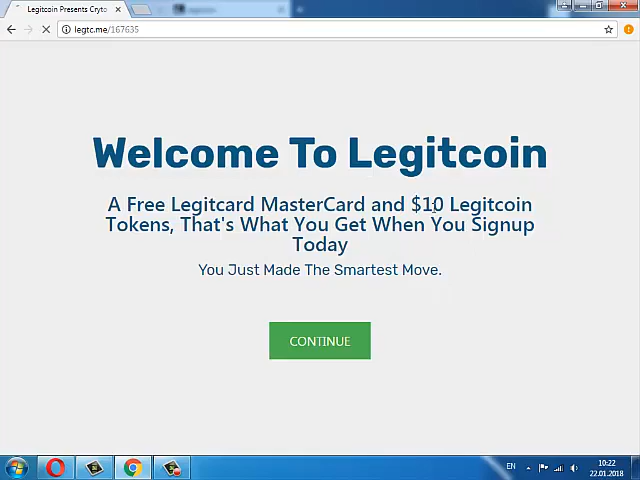 Legitcoin Presents Cryto
legtc.me/167635
Welcome To Legitcoin
A Free Legitcard MasterCard and $10 Legitcoin
Tokens, That's What You Get When You Signup
Today
You Just Made The Smartest Move.
CONTINUE
EN
10:22
22.01.2018